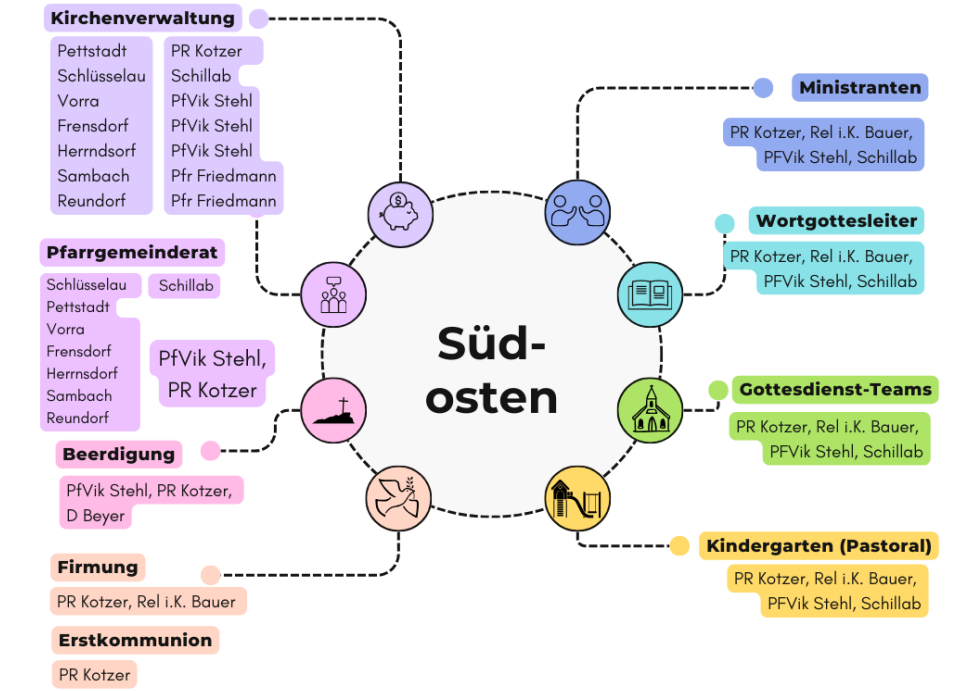 Kirchenverwaltung
Pettstadt PR Kotzer
Schlüsselau Schillab
Vorra PfVik Stehl
Frensdorf PfVik Stehl
Herrndsorf PfVik Stehl
Sambach Pfr Friedmann
Reundorf Pfr Friedmann
Pfarrgemeinderat
Schlüsselau Schillab
Pettstadt
Vorra
Frensdorf
Herrnsdorf
Sambach
Reundorf
PfVik Stehl,
PR Kotzer
Beerdigung
PfVik Stehl, PR Kotzer,
D Beyer
Firmung
PR Kotzer, Rel i.K. Bauer
Erstkommunion
PR Kotzer
Süd-
osten
Ministranten
PR Kotzer, Rel i.K. Bauer,
PFVik Stehl, Schillab
Wortgottesleiter
PR Kotzer, Rel i.K. Bauer,
PFVik Stehl, Schillab
Gottesdienst-Teams
PR Kotzer, Rel i.K. Bauer,
PFVik Stehl, Schillab
Kindergarten (Pastoral)
PR Kotzer, Rel i.K. Bauer,
PFVik Stehl, Schillab